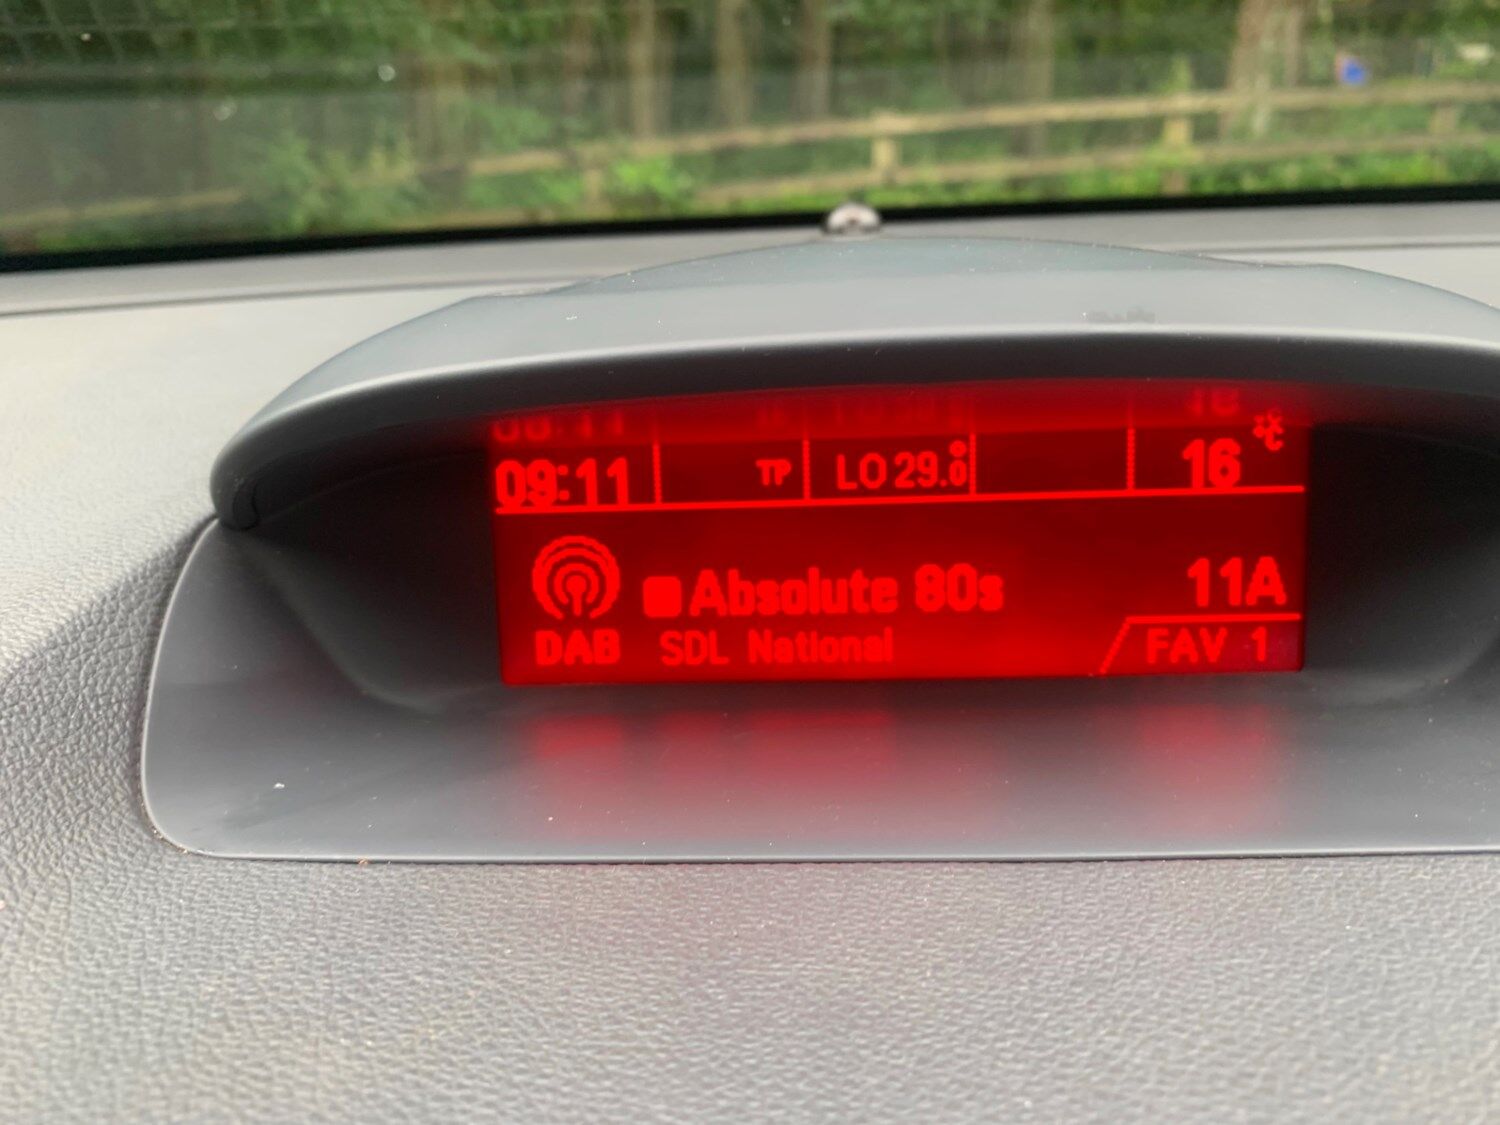 09:11 TP LO 29.0° 16 °C
Absolute 80s 11A
DAB SDL National FAV 1